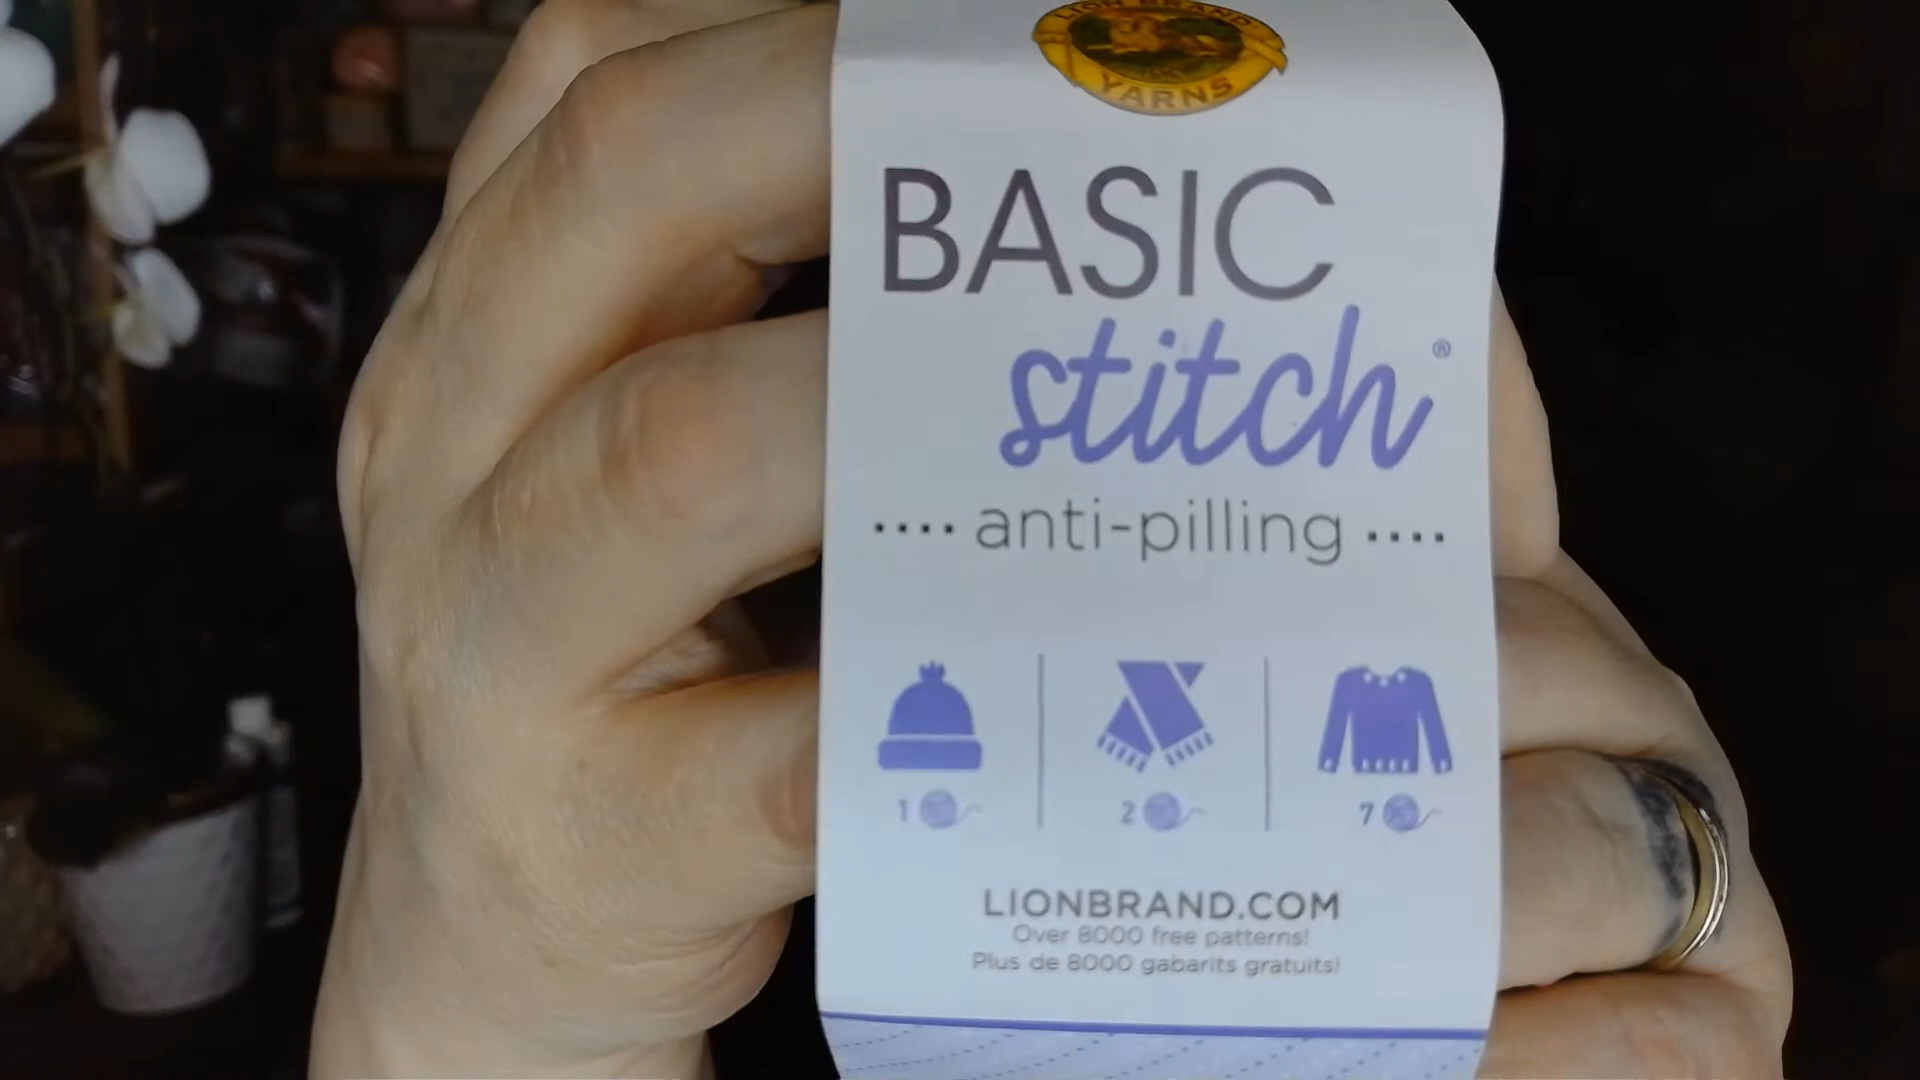 LION BRAND
YARNS
BASIC
stitch®
anti-pilling
1 2 7
LIONBRAND.COM
Over 8000 free patterns!
Plus de 8000 gabarits gratuits!